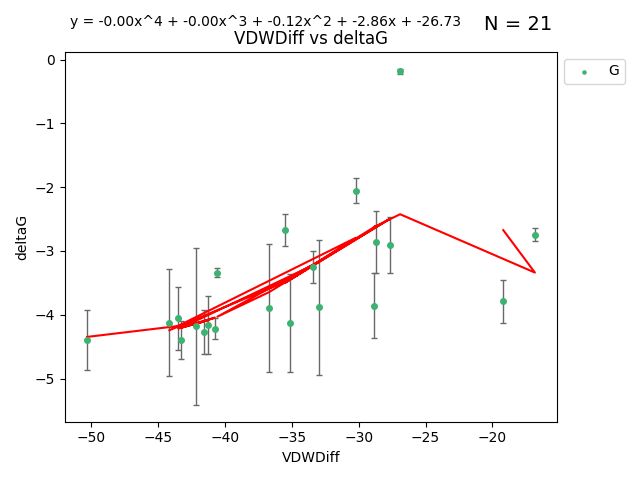 y = -0.00x^4 + -0.00x^3 + -0.12x^2 + -2.86x + -26.73
N = 21
VDWDiff vs deltaG
G
0
−1
−2
−3
−4
−5
deltaG
−50 −45 −40 −35 −30 −25 −20
VDWDiff